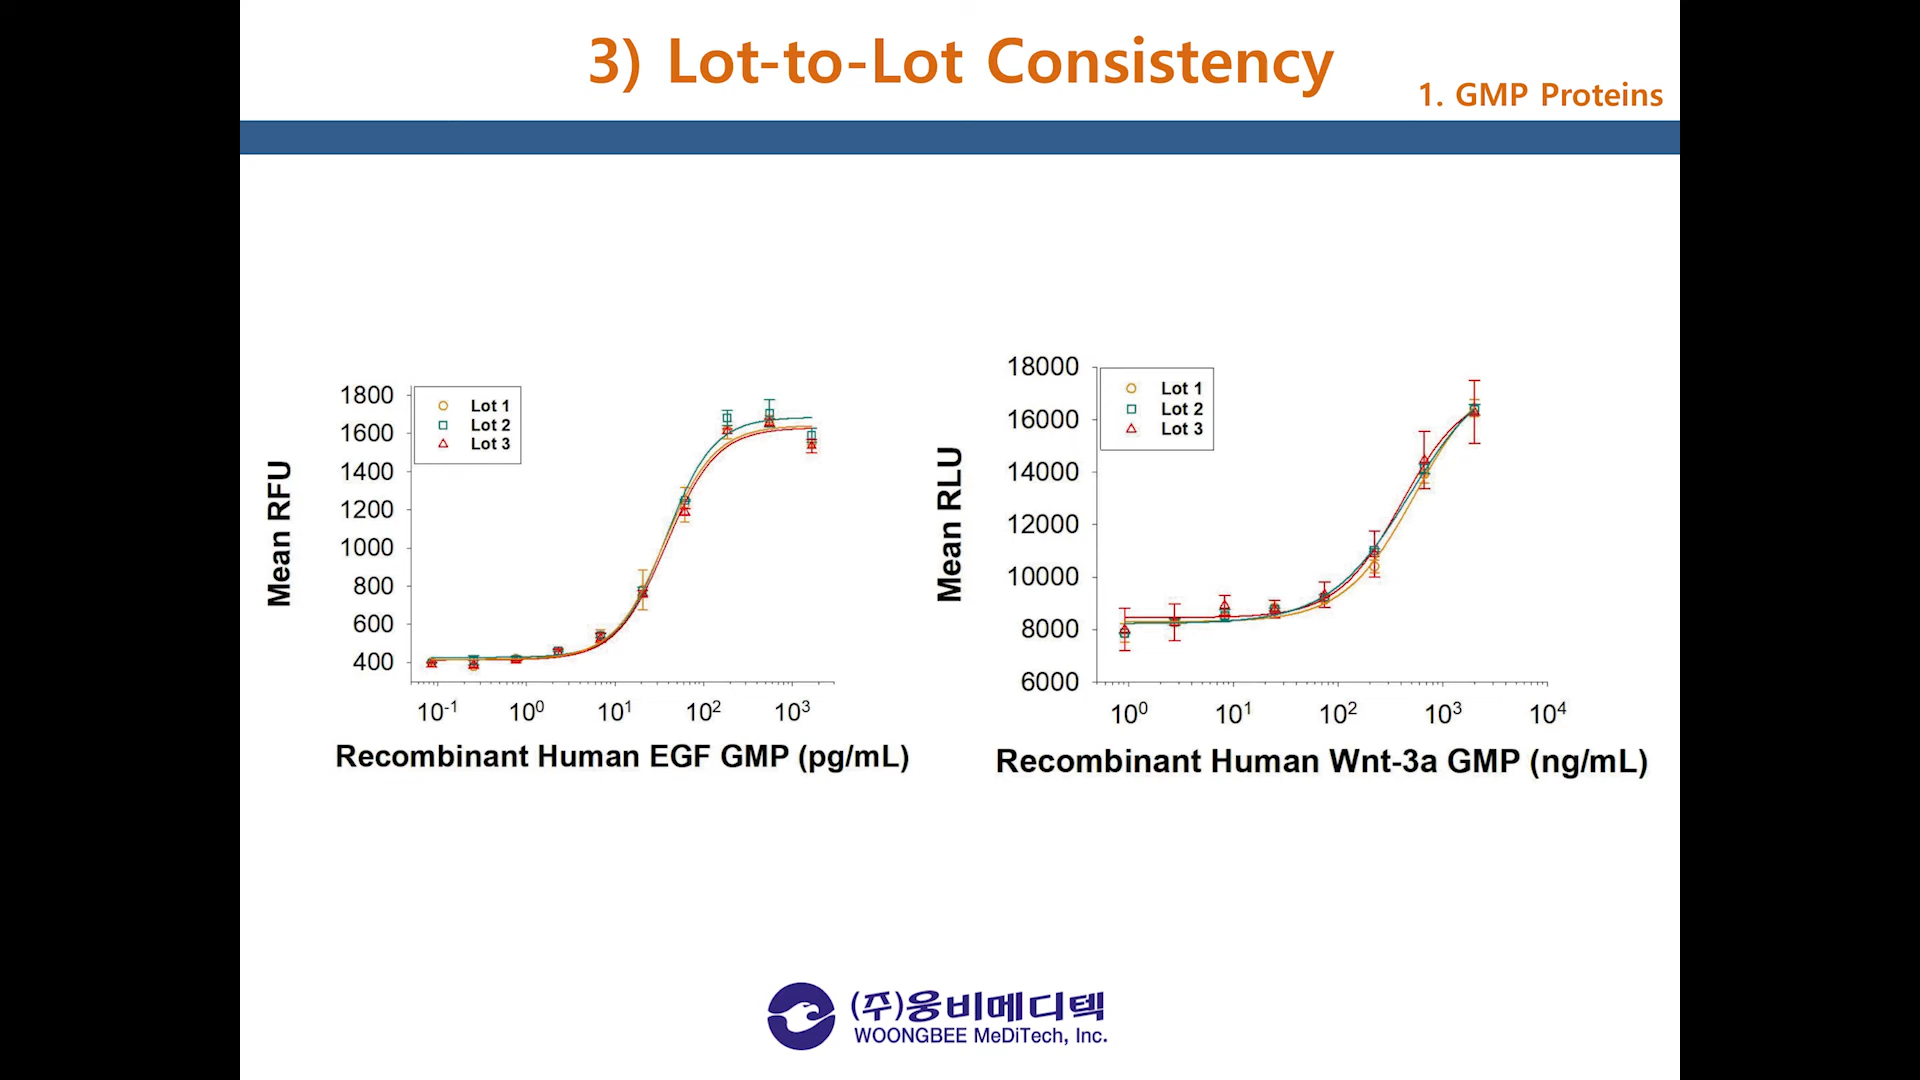 3) Lot-to-Lot Consistency
1. GMP Proteins
1800
1600
1400
1200
1000
800
600
400
Mean RFU
Lot 1
Lot 2
Lot 3
10-1
100
101
102
103
Recombinant Human EGF GMP (pg/mL)
18000
16000
14000
12000
10000
8000
6000
Mean RLU
Lot 1
Lot 2
Lot 3
100
101
102
103
104
Recombinant Human Wnt-3a GMP (ng/mL)
(주)웅비메디텍
WOONGBEE MeDiTech, Inc.